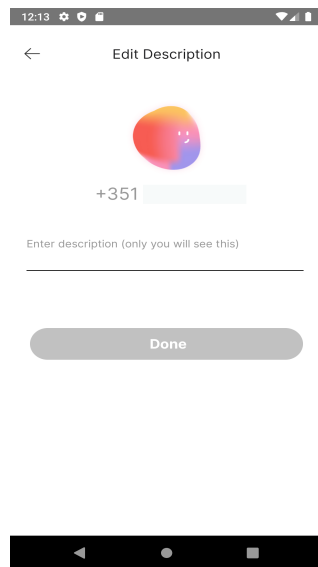 12:13
Edit Description
+351
Enter description (only you will see this)
Done